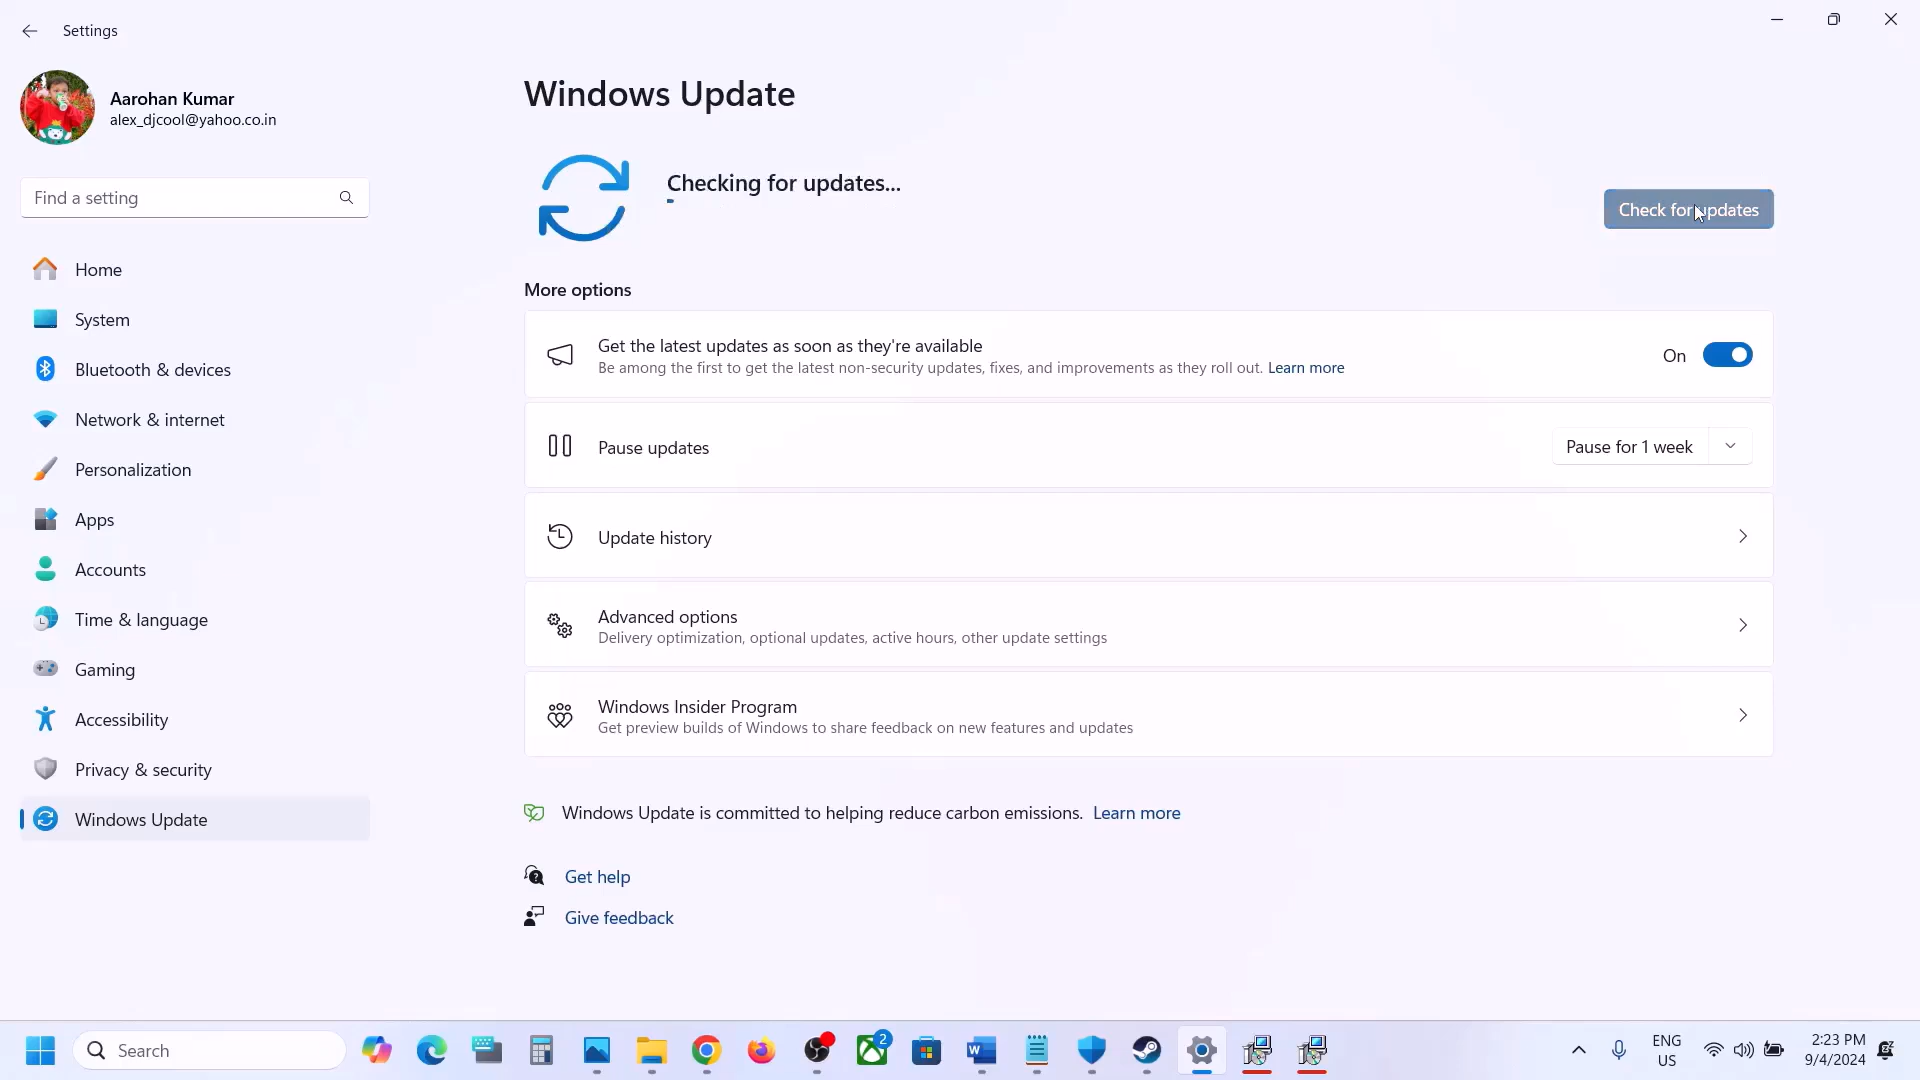 Settings
Aarohan Kumar
alex_djcool@yahoo.co.in
Find a setting
Home
System
Bluetooth & devices
Network & internet
Personalization
Apps
Accounts
Time & language
Gaming
Accessibility
Privacy & security
Windows Update
Windows Update
Checking for updates...
Check for updates
More options
Get the latest updates as soon as they're available
Be among the first to get the latest non-security updates, fixes, and improvements as they roll out. Learn more
On
Pause updates
Pause for 1 week
Update history
Advanced options
Delivery optimization, optional updates, active hours, other update settings
Windows Insider Program
Get preview builds of Windows to share feedback on new features and updates
Windows Update is committed to helping reduce carbon emissions. Learn more
Get help
Give feedback
Search
2
ENG
US
2:23 PM
9/4/2024